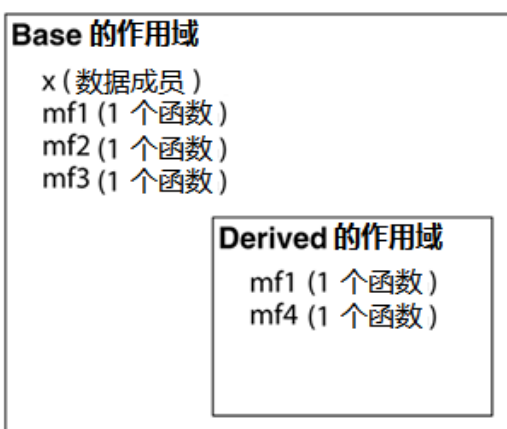 Base 的作用域
x ( 数据成员 )
mf1 (1 个函数 )
mf2 (1 个函数 )
mf3 (1 个函数 )
Derived 的作用域
mf1 (1 个函数 )
mf4 (1 个函数 )